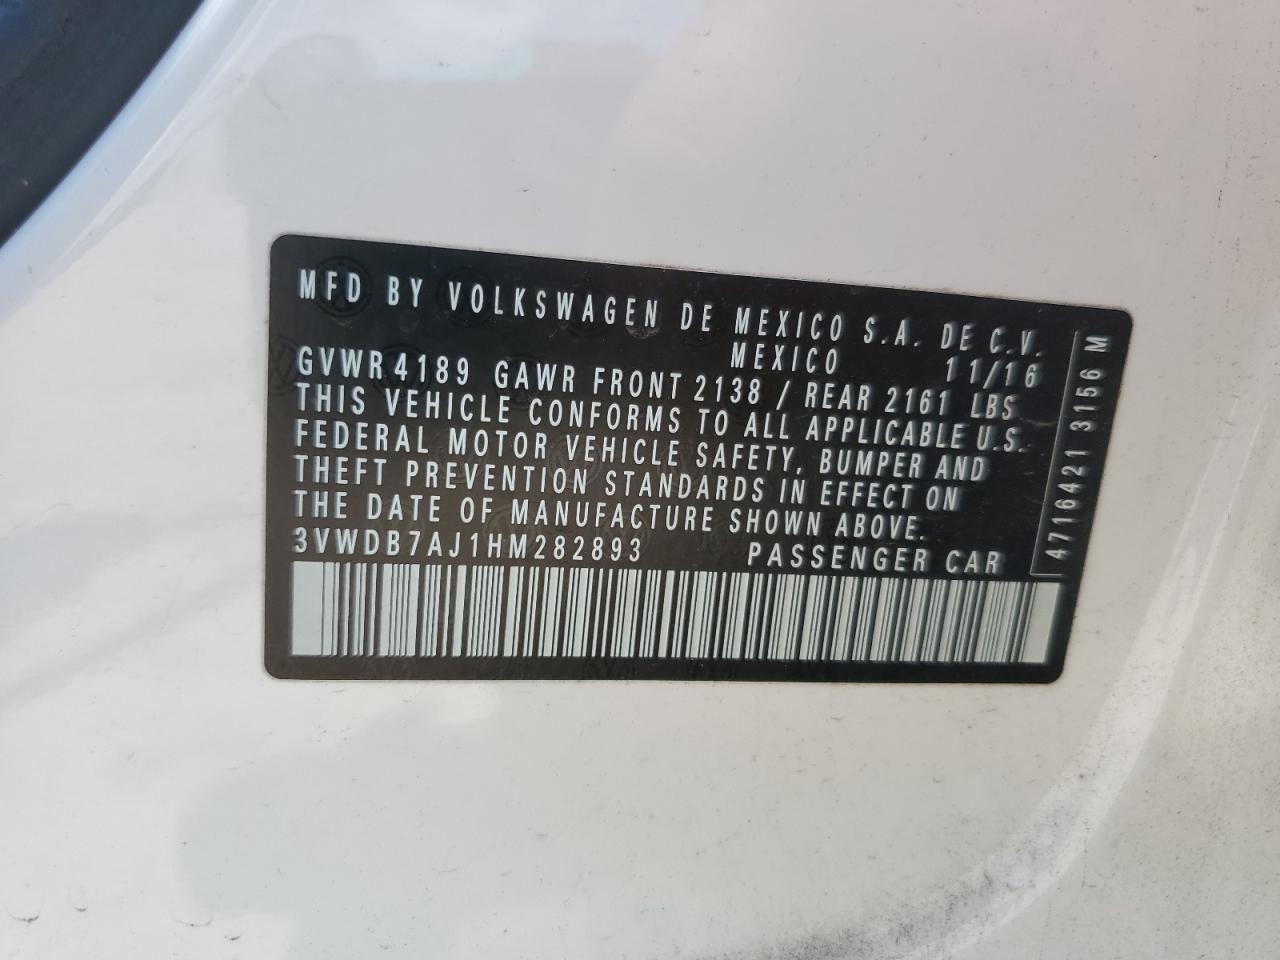 MFD BY VOLKSWAGEN DE MEXICO S.A. DE C.V.
MEXICO 11/16
GVWR 4189 GAWR FRONT 2138 / REAR 2161 LBS
THIS VEHICLE CONFORMS TO ALL APPLICABLE U.S.
FEDERAL MOTOR VEHICLE SAFETY, BUMPER AND
THEFT PREVENTION STANDARDS IN EFFECT ON
THE DATE OF MANUFACTURE SHOWN ABOVE.
3VWDB7AJ1HM282893 PASSENGER CAR
4716421 3156 M